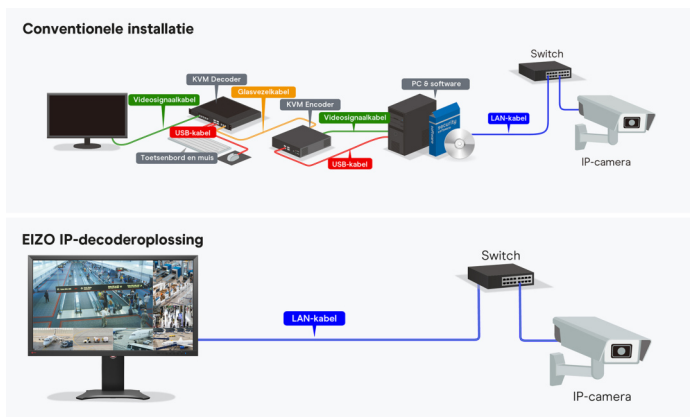 Conventionele installatie
Switch
KVM Decoder
PC & software
Glasvezelkabel
Videosignaalkabel
KVM Encoder
Videosignaalkabel
LAN-kabel
USB-kabel
Toetsenbord en muis
USB-kabel
IP-camera
security
EIZO IP-decoderoplossing
Switch
LAN-kabel
IP-camera